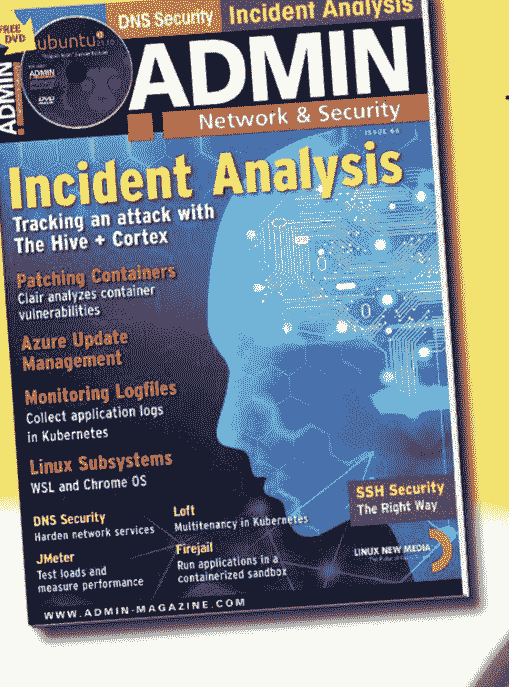 FREE
DVD
DNS Security
Incident Analysis
ubuntu
ADMIN
DVD
ADMIN
ADMIN
Network & Security
ISSUE 66
Incident Analysis
Tracking an attack with
The Hive + Cortex
Patching Containers
Clair analyzes container
vulnerabilities
Azure Update
Management
Monitoring Logfiles
Collect application logs
in Kubernetes
Linux Subsystems
WSL and Chrome OS
SSH Security
The Right Way
DNS Security
Harden network services
Loft
Multitenancy in Kubernetes
JMeter
Test loads and
measure performance
Firejail
Run applications in a
containerized sandbox
LINUX NEW MEDIA
WWW.ADMIN-MAGAZINE.COM